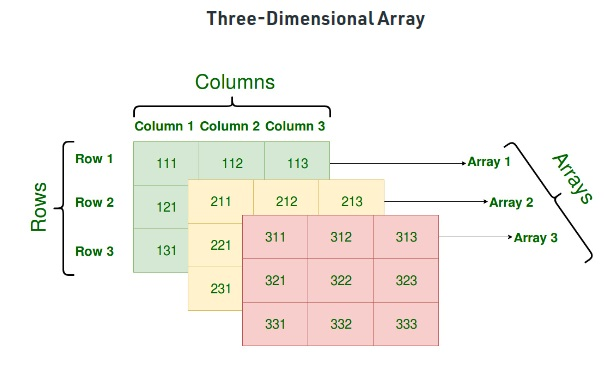 Three-Dimensional Array
Columns
Column 1 Column 2 Column 3
Rows
Row 1
Row 2
Row 3
111 112 113
121
131
211 212 213
221
231
311 312 313
321 322 323
331 332 333
Array 1
Array 2
Array 3
Arrays